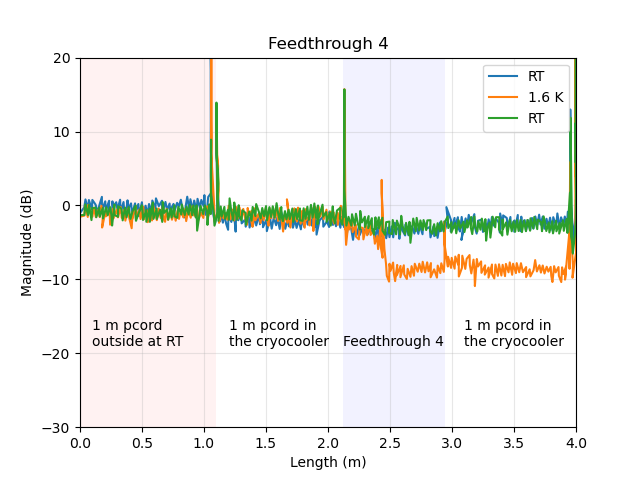 Feedthrough 4
20
10
0
−10
−20
−30
Magnitude (dB)
RT
1.6 K
RT
1 m pcord
outside at RT
1 m pcord in
the cryocooler
Feedthrough 4
1 m pcord in
the cryocooler
0.0 0.5 1.0 1.5 2.0 2.5 3.0 3.5 4.0
Length (m)